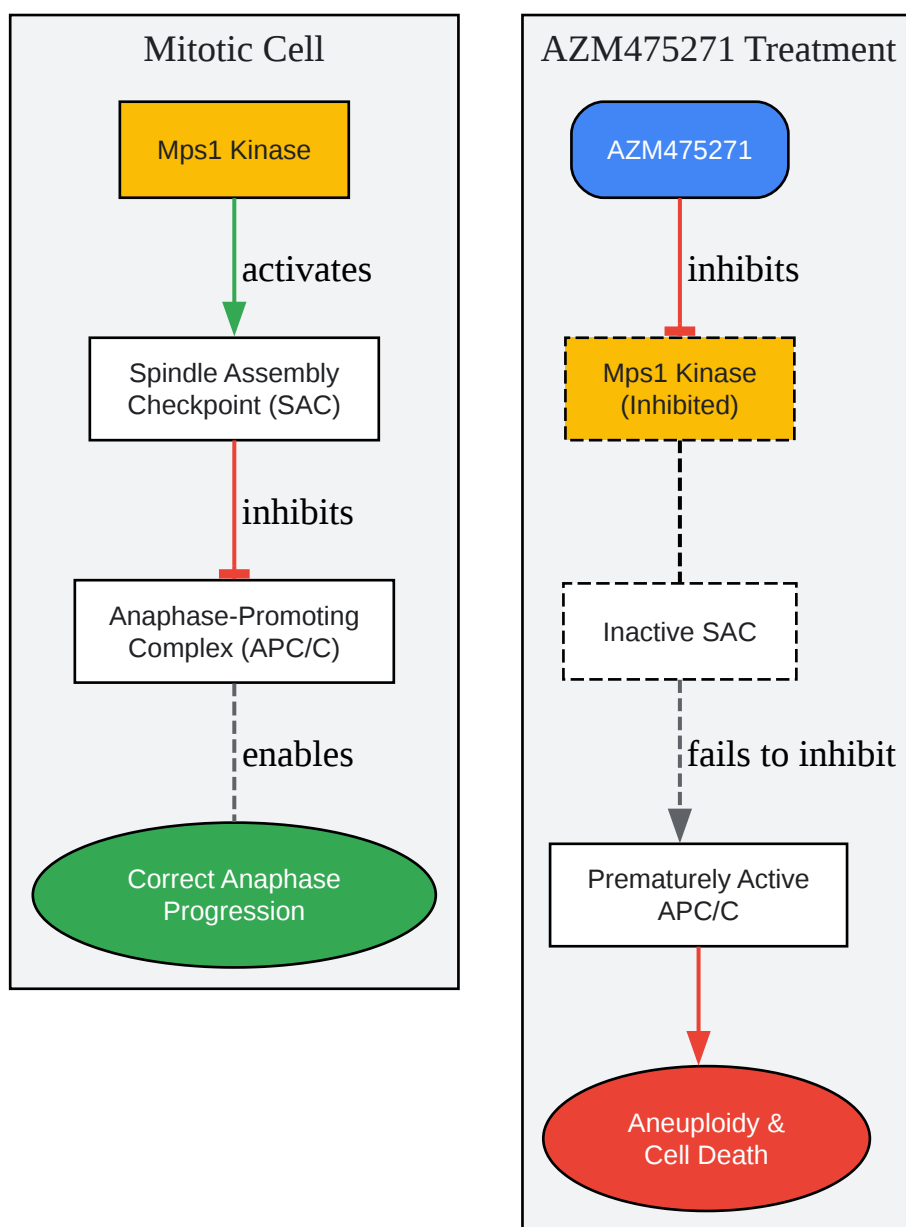 Mitotic Cell
Mps1 Kinase
activates
Spindle Assembly
Checkpoint (SAC)
inhibits
Anaphase-Promoting
Complex (APC/C)
enables
Correct Anaphase
Progression
AZM475271 Treatment
AZM475271
inhibits
Mps1 Kinase
(Inhibited)
Inactive SAC
fails to inhibit
Prematurely Active
APC/C
Aneuploidy &
Cell Death